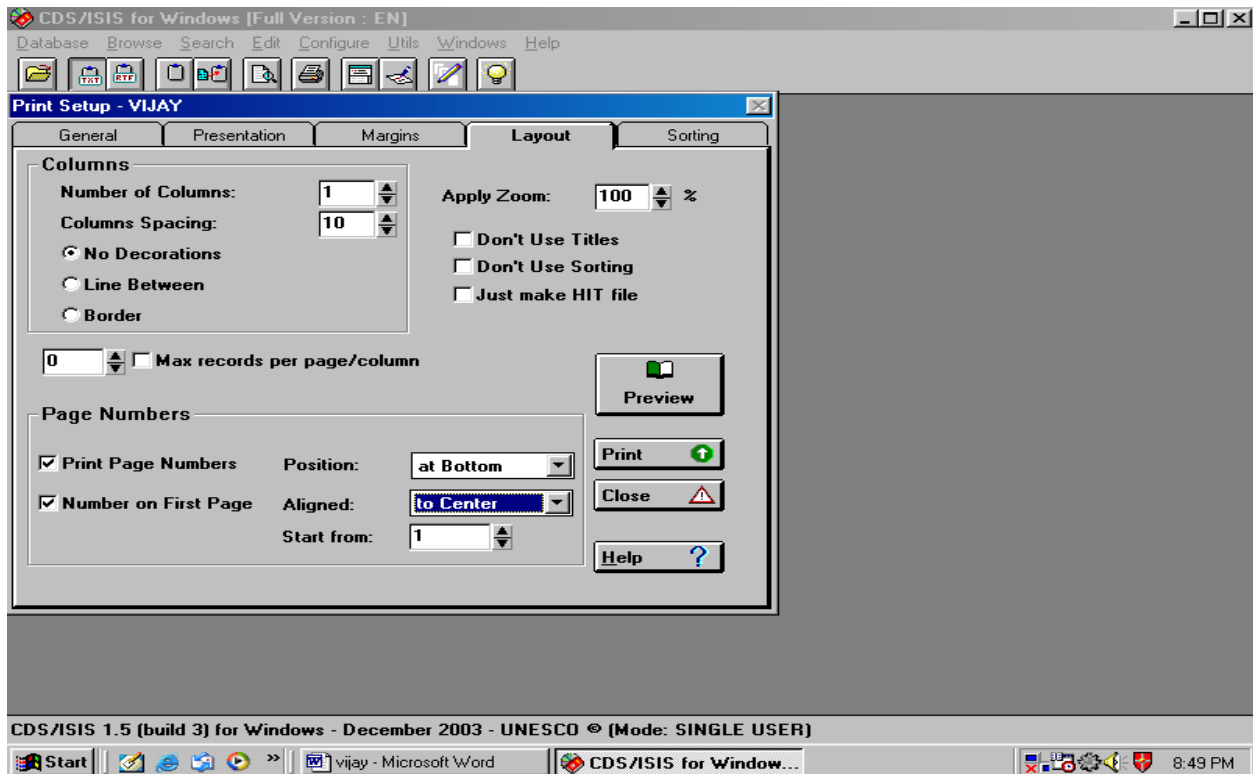 CDS/ISIS for Windows [Full Version : EN]
Database Browse Search Edit Configure Utils Windows Help
TXT RTF
Print Setup - VIJAY
General Presentation Margins Layout Sorting
Columns
Number of Columns: 1
Columns Spacing: 10
No Decorations
Line Between
Border
Apply Zoom: 100 %
Don't Use Titles
Don't Use Sorting
Just make HIT file
0 Max records per page/column
Preview
Page Numbers
Print Page Numbers Position: at Bottom
Number on First Page Aligned: to Center
Start from: 1
Print
Close
Help ?
CDS/ISIS 1.5 (build 3) for Windows - December 2003 - UNESCO © (Mode: SINGLE USER)
Start » vijay - Microsoft Word CDS/ISIS for Window... 8:49 PM